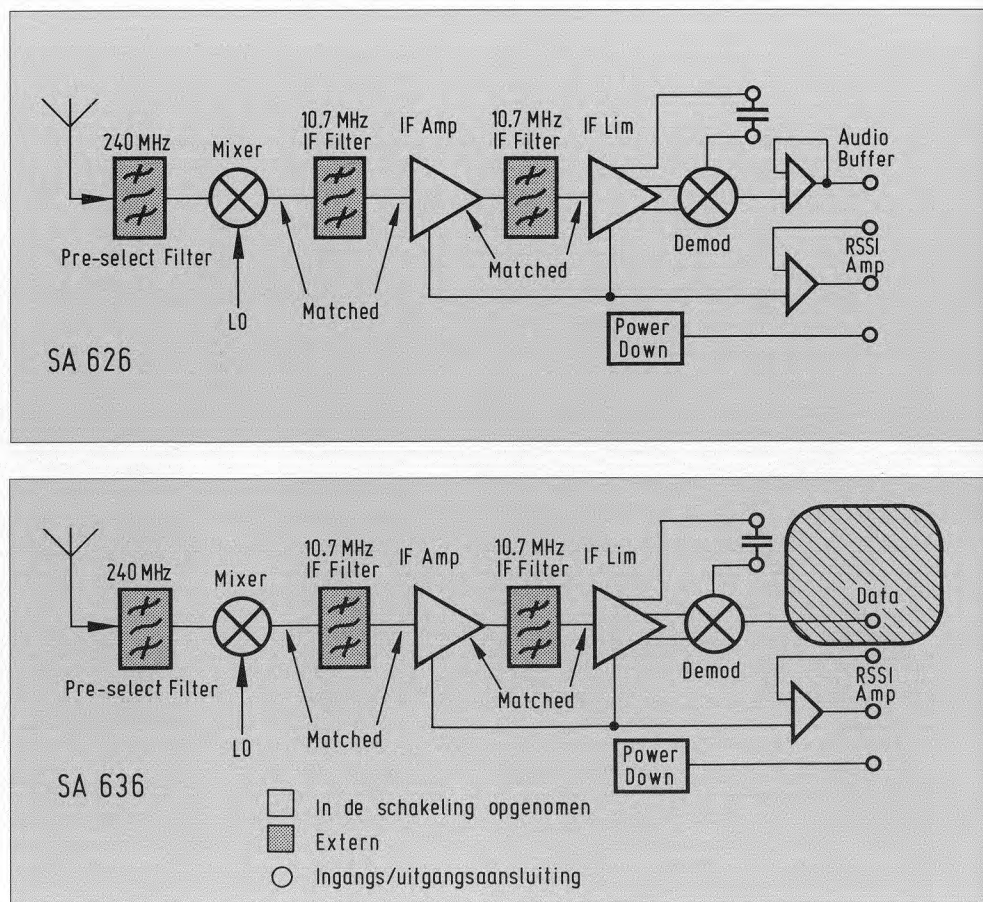 240 MHz
Mixer
10.7 MHz
IF Filter
IF Amp
10.7 MHz
IF Filter
IF Lim
Audio
Buffer
Pre-select Filter
Demod
RSSI
Amp
Matched
Matched
LO
Power
Down
SA 626
240 MHz
Mixer
10.7 MHz
IF Filter
IF Amp
10.7 MHz
IF Filter
IF Lim
Data
Pre-select Filter
Demod
RSSI
Amp
Matched
Matched
LO
Power
Down
SA 636
In de schakeling opgenomen
Extern
Ingangs/uitgangsaansluiting